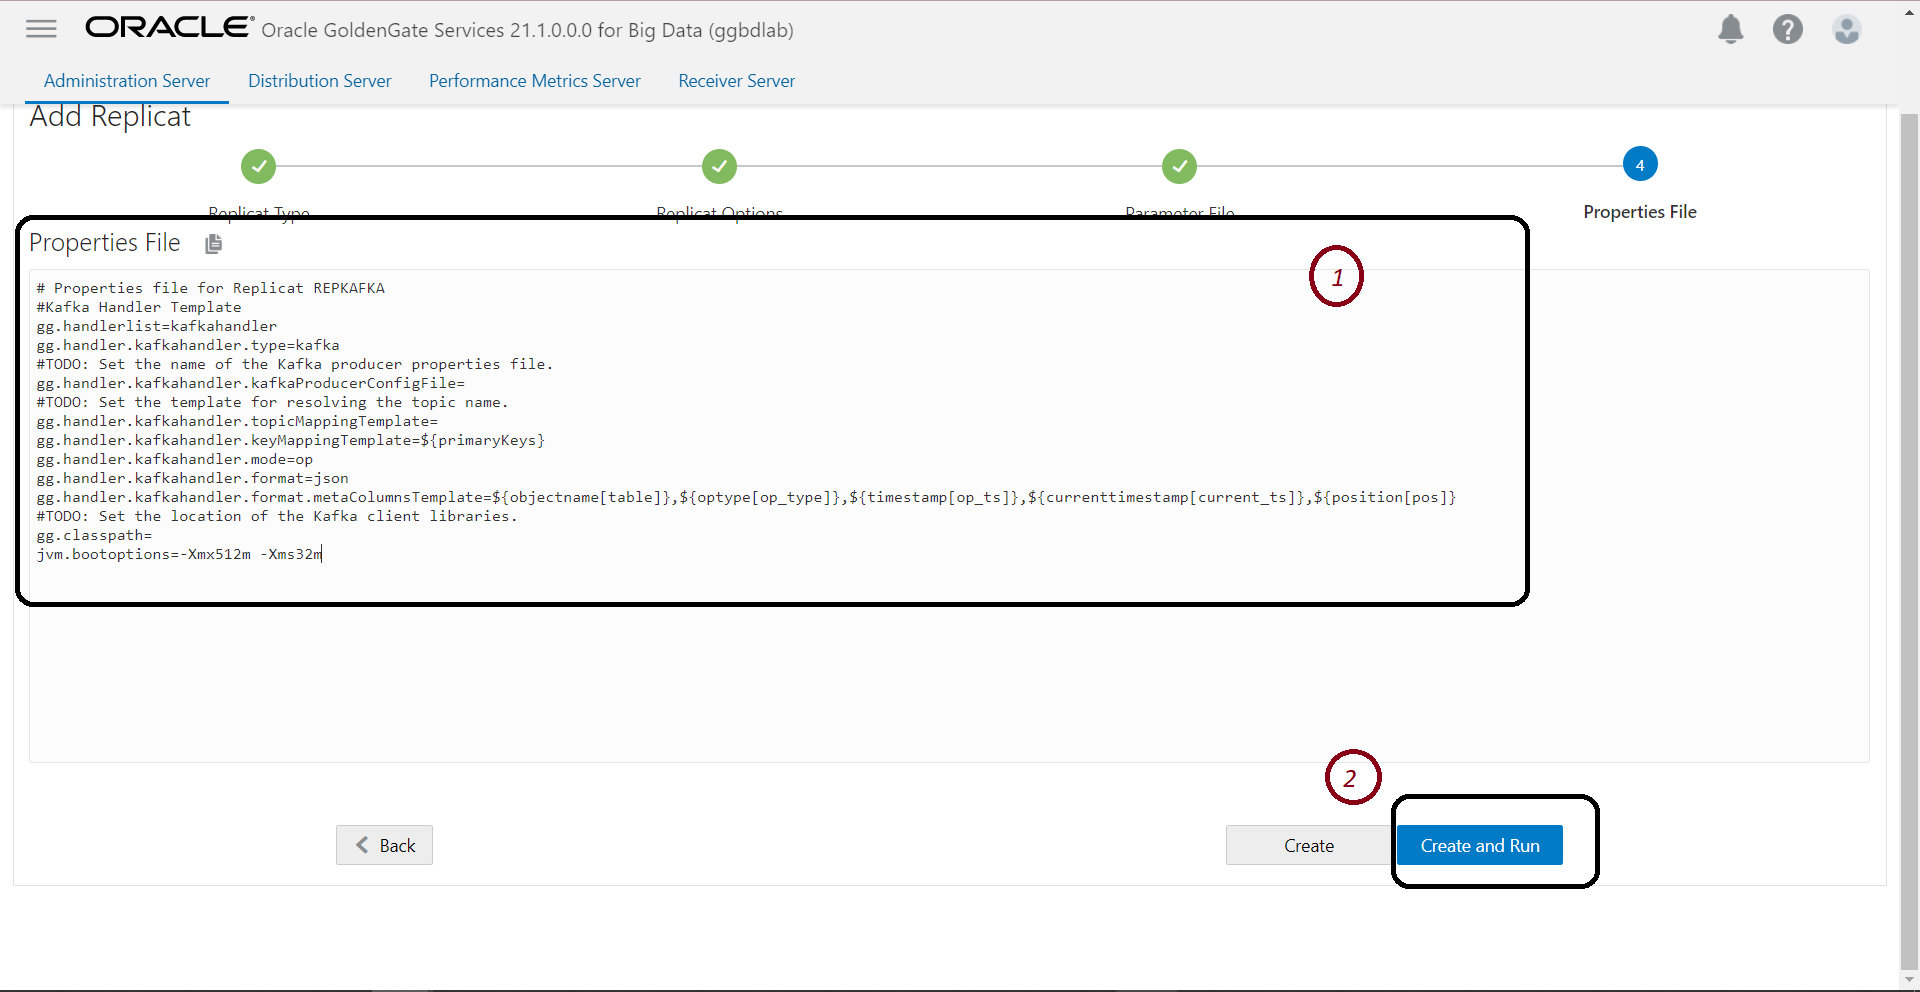 ORACLE® Oracle GoldenGate Services 21.1.0.0.0 for Big Data (ggbdlab)
Administration Server Distribution Server Performance Metrics Server Receiver Server
Add Replicat
4
Replicat Type Replicat Options Parameter File Properties File
Properties File
1
# Properties file for Replicat REPKAFKA
#Kafka Handler Template
gg.handlerlist=kafkahandler
gg.handler.kafkahandler.type=kafka
#TODO: Set the name of the Kafka producer properties file.
gg.handler.kafkahandler.kafkaProducerConfigFile=
#TODO: Set the template for resolving the topic name.
gg.handler.kafkahandler.topicMappingTemplate=
gg.handler.kafkahandler.keyMappingTemplate=${primaryKeys}
gg.handler.kafkahandler.mode=op
gg.handler.kafkahandler.format=json
gg.handler.kafkahandler.format.metaColumnsTemplate=${objectname[table]},${optype[op_type]},${timestamp[op_ts]},${currenttimestamp[current_ts]},${position[pos]}
#TODO: Set the location of the Kafka client libraries.
gg.classpath=
jvm.bootoptions=-Xmx512m -Xms32m
2
Back Create Create and Run